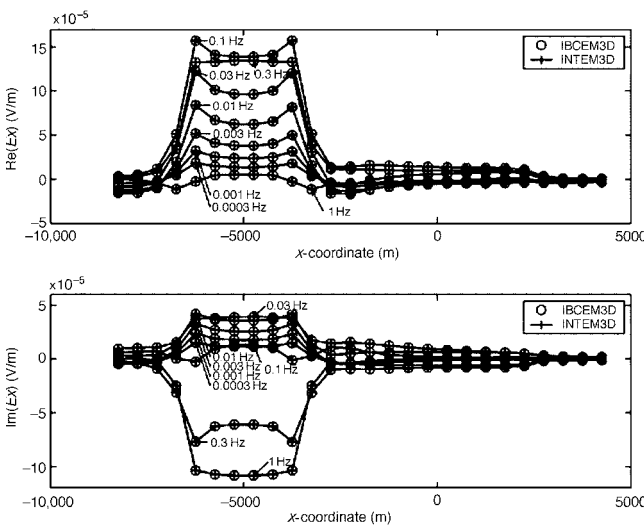 ×10⁻⁵
15
10
5
0
−5
Re(Ex) (V/m)
0.1 Hz
0.03 Hz
0.3 Hz
0.01 Hz
0.003 Hz
0.001 Hz
0.0003 Hz
1 Hz
IBCEM3D
INTEM3D
−10,000
−5000
0
5000
x-coordinate (m)
×10⁻⁵
5
0
−5
−10
Im(Ex) (V/m)
0.03 Hz
0.01 Hz
0.003 Hz
0.1 Hz
0.001 Hz
0.0003 Hz
0.3 Hz
1 Hz
IBCEM3D
INTEM3D
−10,000
−5000
0
5000
x-coordinate (m)